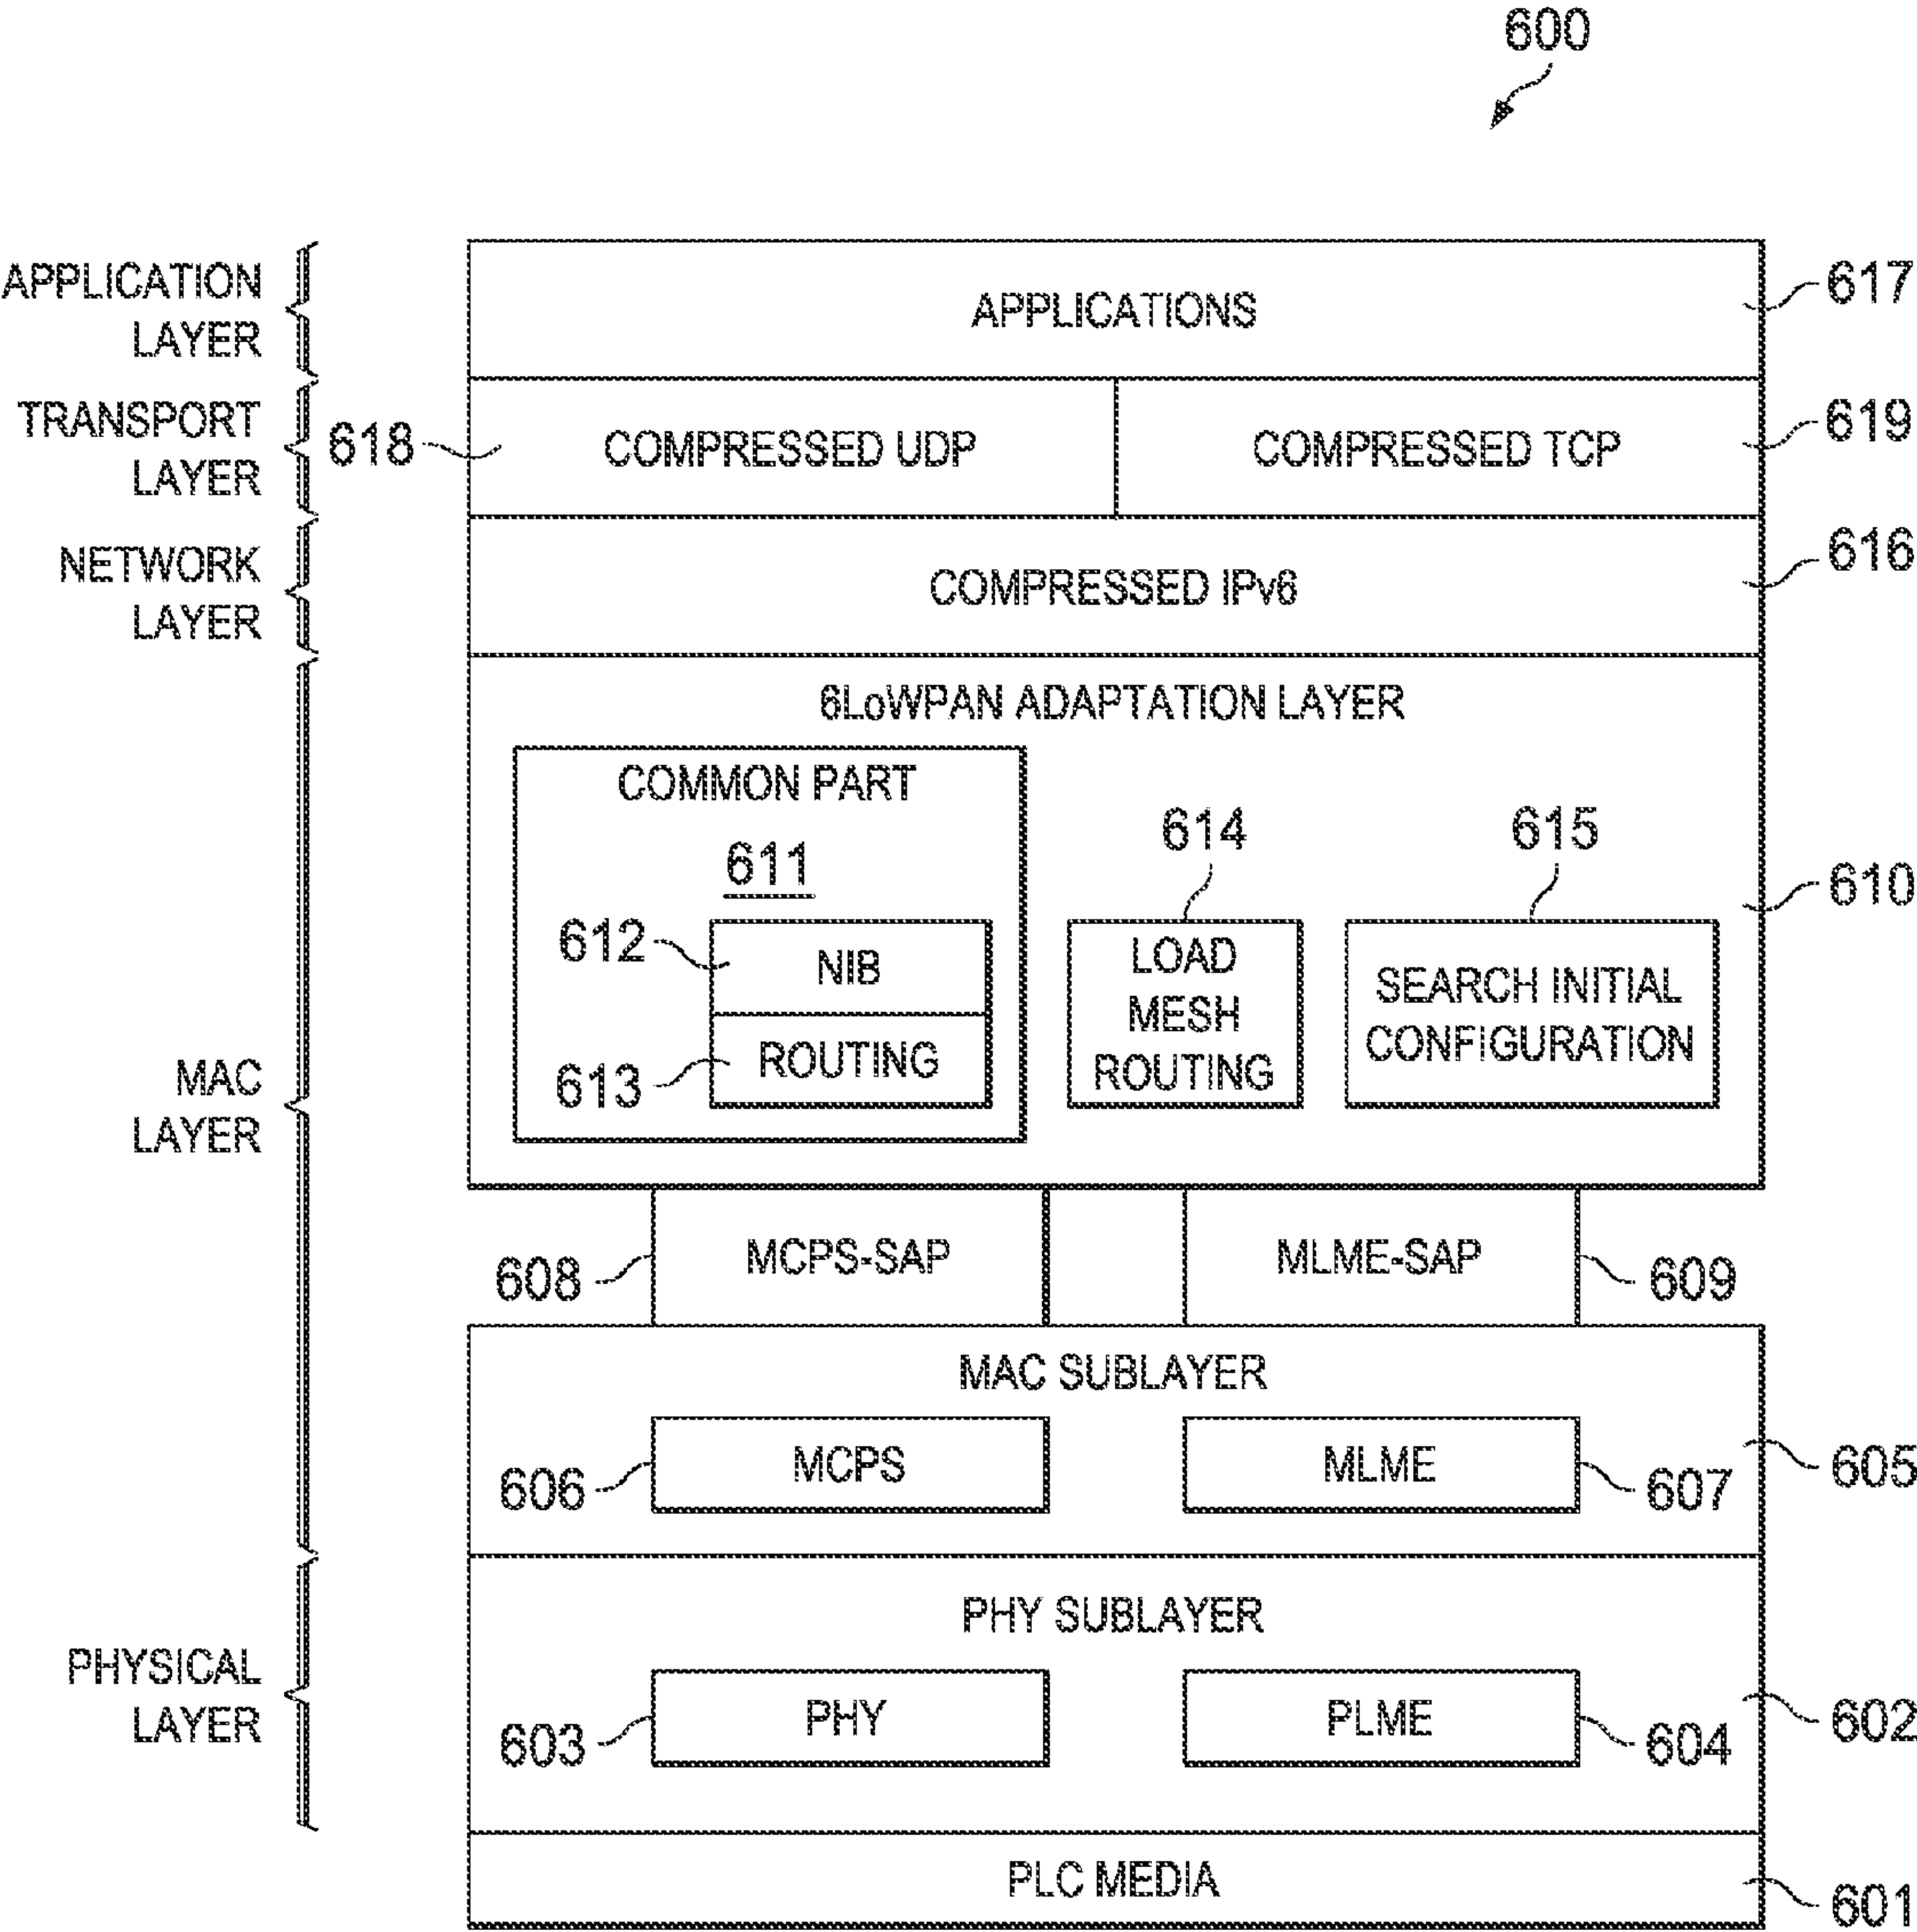 600
APPLICATION
LAYER
APPLICATIONS
617
TRANSPORT
LAYER
618
COMPRESSED UDP
COMPRESSED TCP
619
NETWORK
LAYER
COMPRESSED IPv6
616
MAC
LAYER
6LoWPAN ADAPTATION LAYER
COMMON PART
611
612
NIB
613
ROUTING
614
LOAD
MESH
ROUTING
615
SEARCH INITIAL
CONFIGURATION
610
608
MCPS-SAP
MLME-SAP
609
MAC SUBLAYER
606
MCPS
MLME
607
605
PHYSICAL
LAYER
PHY SUBLAYER
603
PHY
PLME
604
602
PLC MEDIA
601